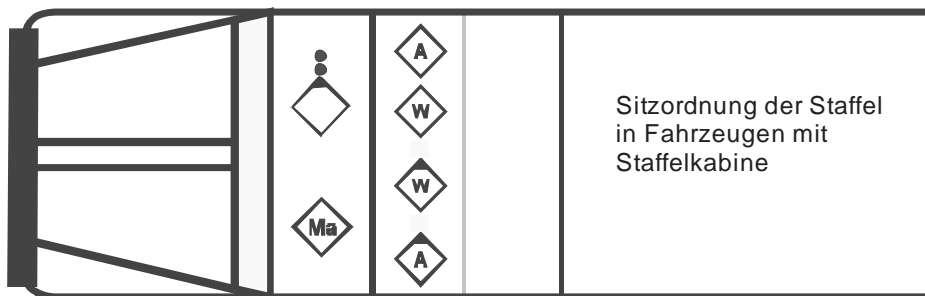 A
W
W
A
Ma
Sitzordnung der Staffel
in Fahrzeugen mit
Staffelkabine